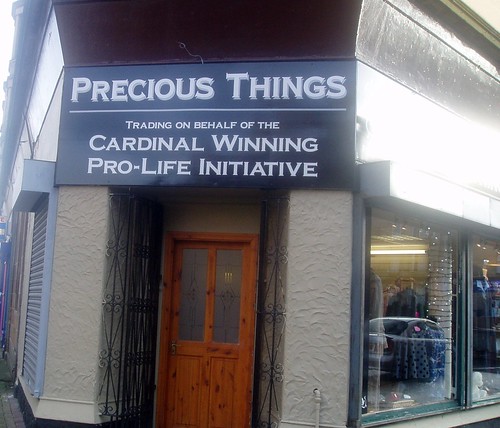 PRECIOUS THINGS
TRADING ON BEHALF OF THE
CARDINAL WINNING
PRO-LIFE INITIATIVE